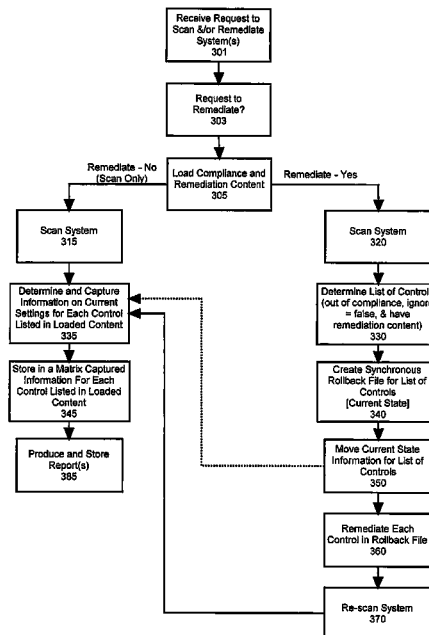 Receive Request to
Scan &/or Remediate
System(s)
301
Request to
Remediate?
303
Remediate - No
(Scan Only)
Load Compliance and
Remediation Content
305
Remediate - Yes
Scan System
315
Scan System
320
Determine and Capture
Information on Current
Settings for Each Control
Listed in Loaded Content
335
Determine List of Control
(out of compliance, ignore
= false, & have
remediation content)
330
Store in a Matrix Captured
Information For Each
Control Listed in Loaded
Content
345
Create Synchronous
Rollback File for List of
Controls
[Current State]
340
Produce and Store
Report(s)
385
Move Current State
Information for List of
Controls
350
Remediate Each
Control in Rollback File
360
Re-scan System
370